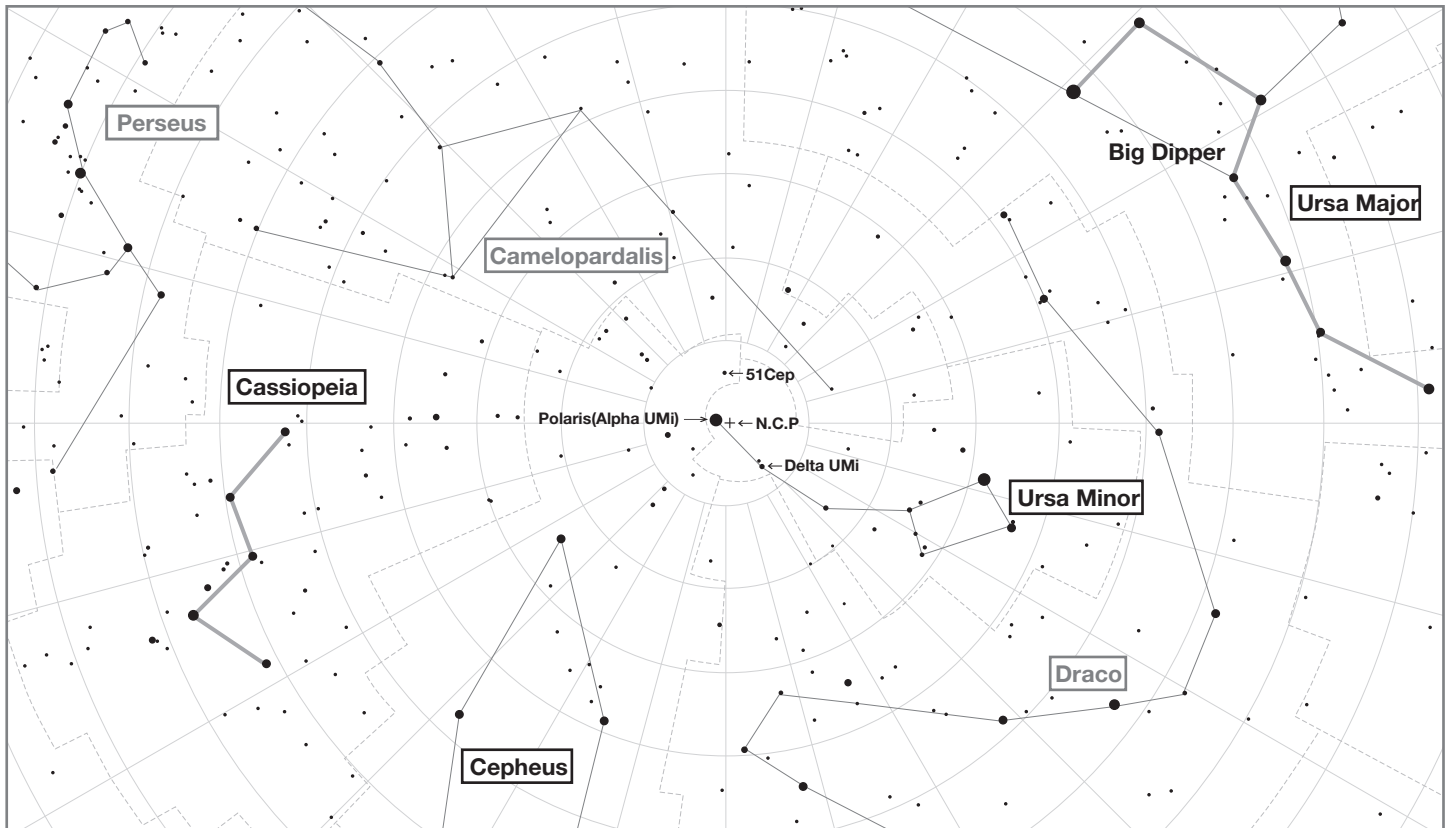 Perseus
Big Dipper
Ursa Major
Camelopardalis
51Cep
Cassiopeia
Polaris(Alpha UMi)
N.C.P
Delta UMi
Ursa Minor
Draco
Cepheus